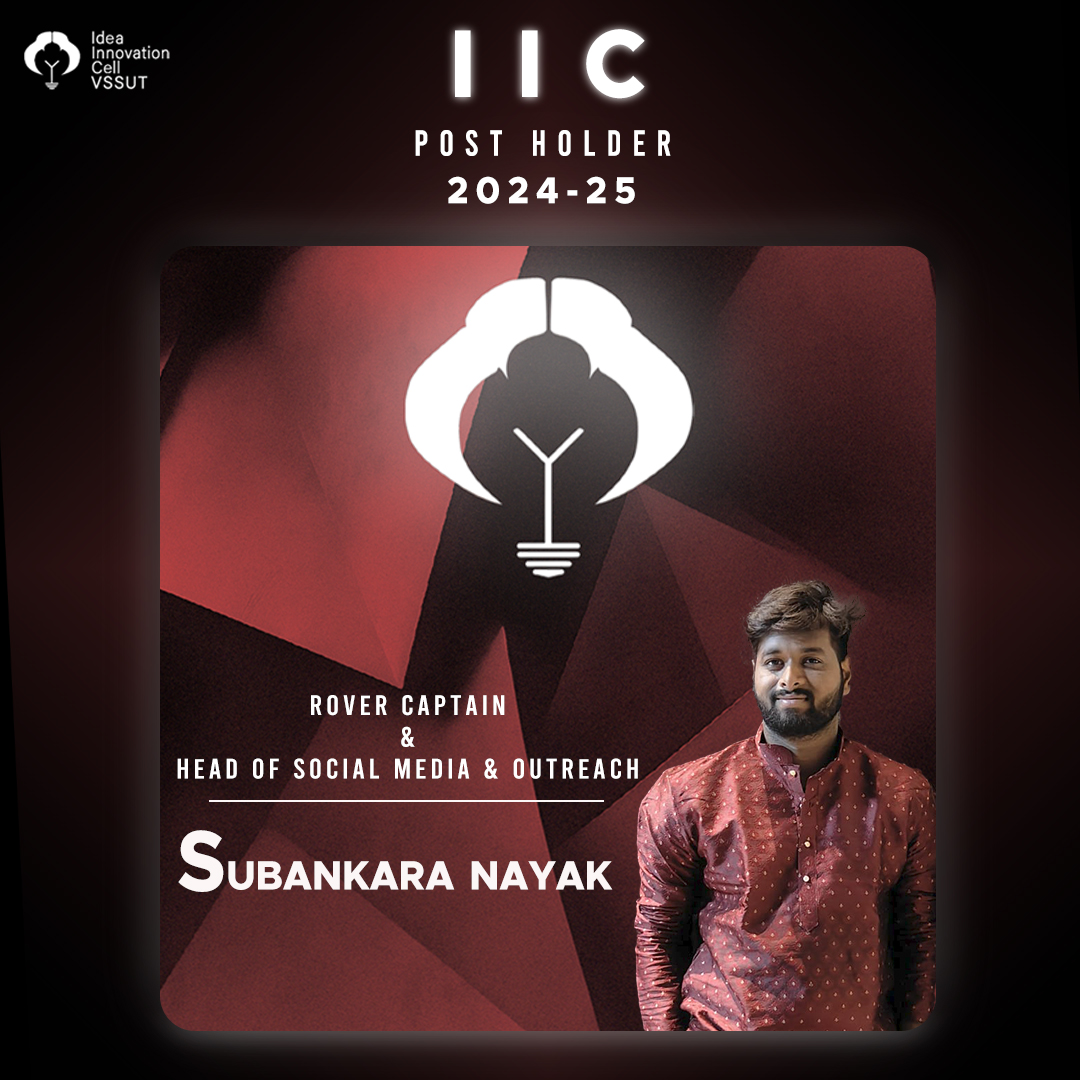 Idea
Innovation
Cell
VSSUT
IIC
POST HOLDER
2024-25
ROVER CAPTAIN
&
HEAD OF SOCIAL MEDIA & OUTREACH
SUBANKARA NAYAK